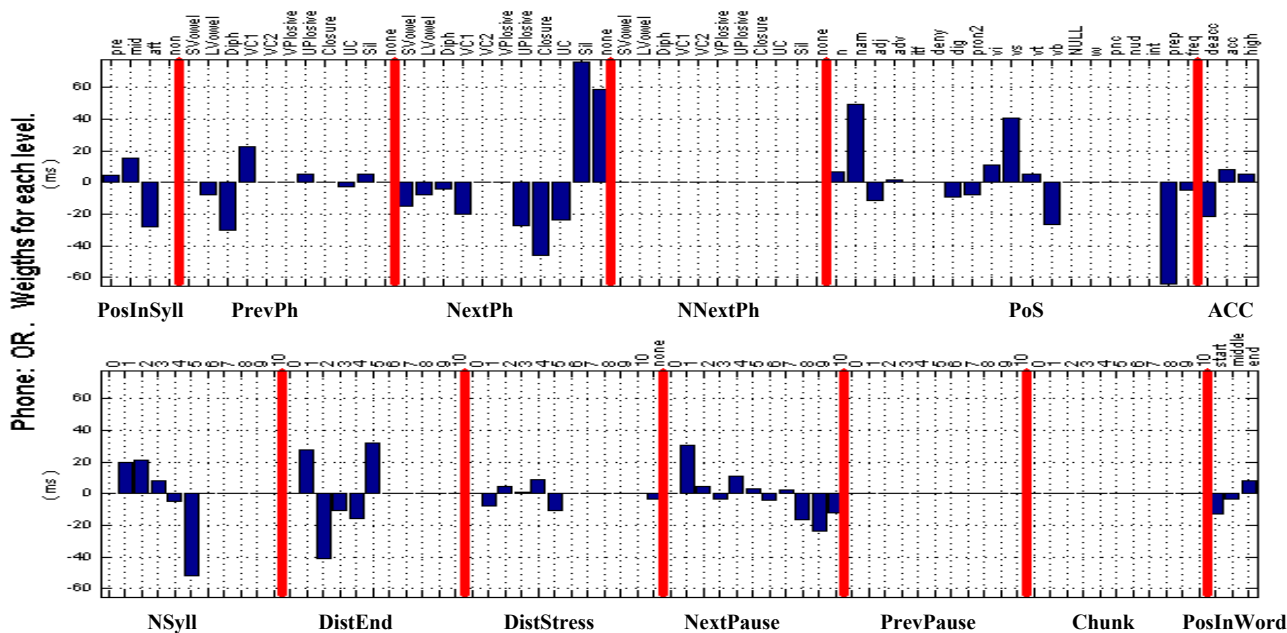 Phone: OR. Weigths for each level.
pre mid aft non SVowel LVowel Diph VC1 VC2 VPlosive UPlosive Closure UC Sil none SVowel LVowel Diph VC1 VC2 VPlosive UPlosive Closure UC Sil none SVowel LVowel Diph VC1 VC2 VPlosive UPlosive Closure UC Sil none n nam adj adv deny dig pron2 vi vs vt vb NULL w pnc nud int prep freq deacc acc high
(ms)
60
40
20
0
-20
-40
-60
PosInSyll PrevPh NextPh NNextPh PoS ACC
0 1 2 3 4 5 6 7 8 9 10 0 1 2 3 4 5 6 7 8 9 10 0 1 2 3 4 5 6 7 8 9 10 none 0 1 2 3 4 5 6 7 8 9 10 0 1 2 3 4 5 6 7 8 9 10 0 1 2 3 4 5 6 7 8 9 10 start middle end
(ms)
60
40
20
0
-20
-40
-60
NSyll DistEnd DistStress NextPause PrevPause Chunk PosInWord